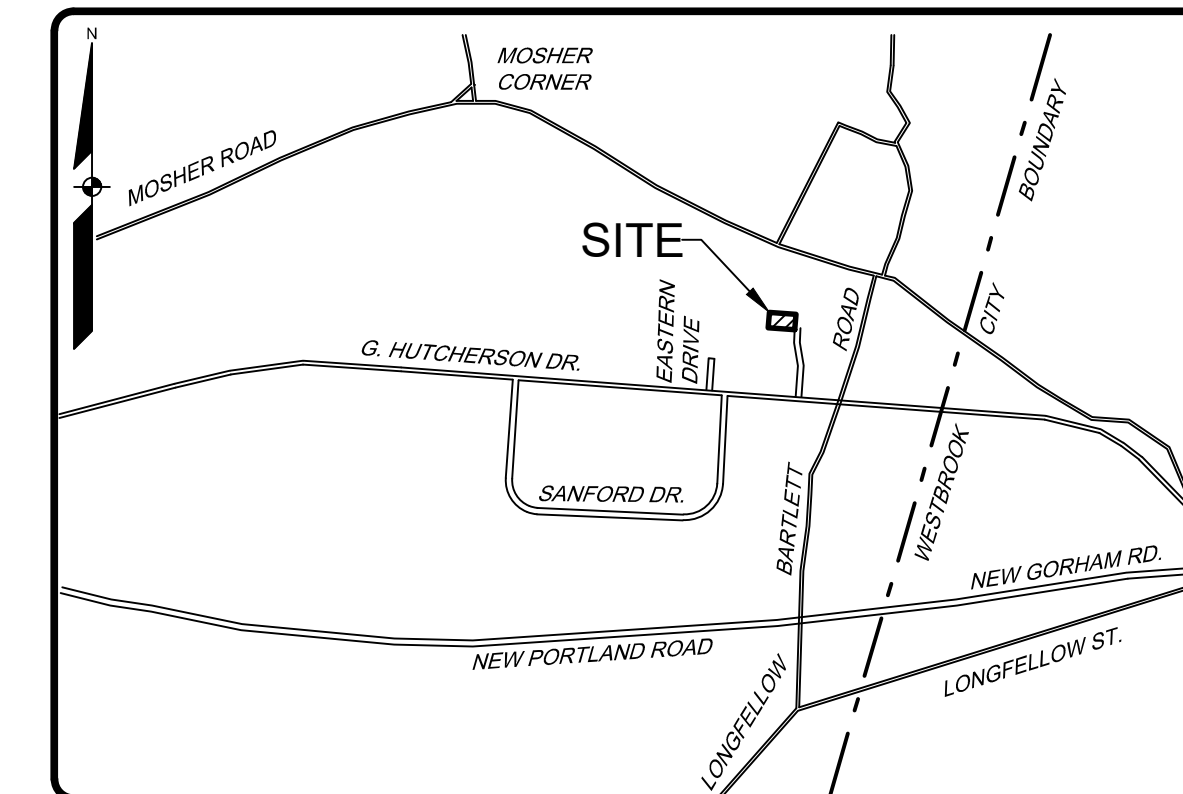 N
MOSHER
CORNER
MOSHER ROAD
BOUNDARY
SITE
EASTERN
DRIVE
ROAD
CITY
G. HUTCHERSON DR.
SANFORD DR.
BARTLETT
WESTBROOK
NEW GORHAM RD.
NEW PORTLAND ROAD
LONGFELLOW
LONGFELLOW ST.